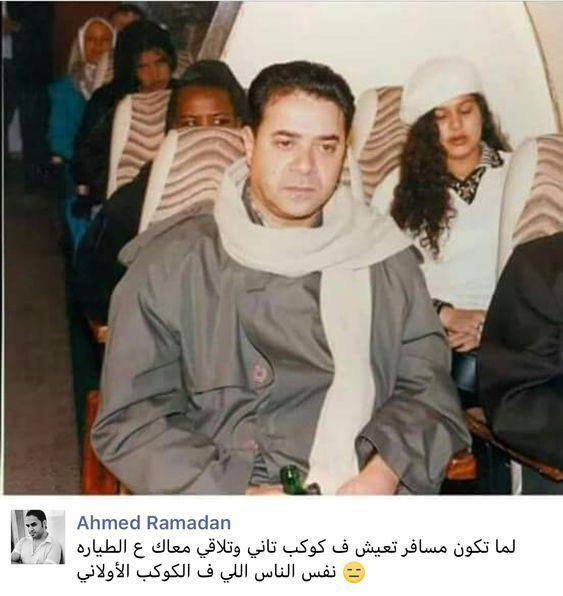 Ahmed Ramadan
لما تكون مسافر تعيش ف كوكب تاني وتلاقي معاك ع الطياره
نفس الناس اللي ف الكوكب الأولاني 😑